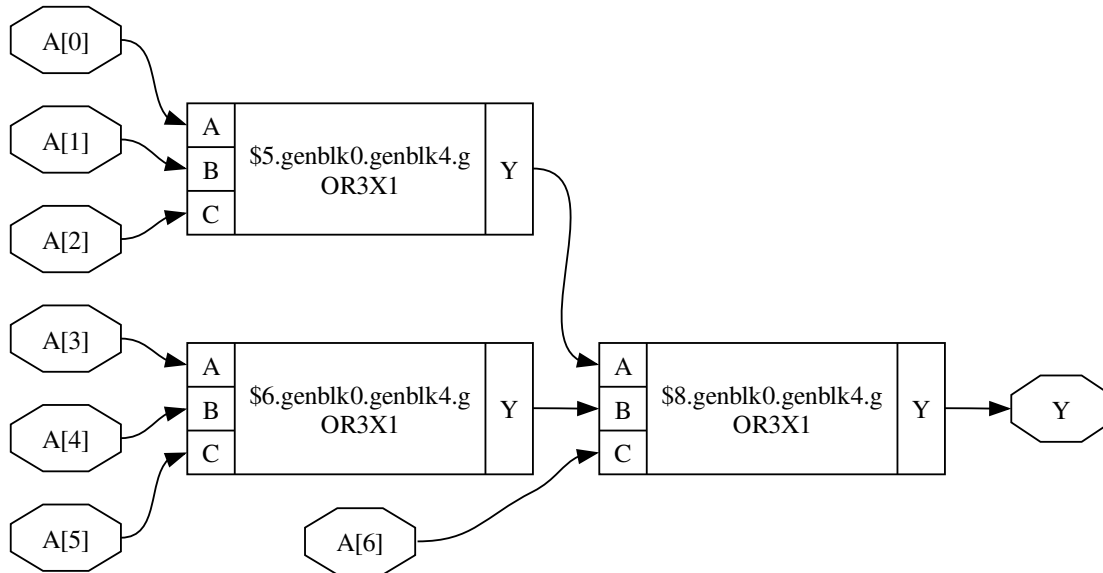 A[0]
A[1]
A[2]
A
B
C
$5.genblk0.genblk4.g
OR3X1
Y
A[3]
A[4]
A[5]
A
B
C
$6.genblk0.genblk4.g
OR3X1
Y
A[6]
A
B
C
$8.genblk0.genblk4.g
OR3X1
Y
Y